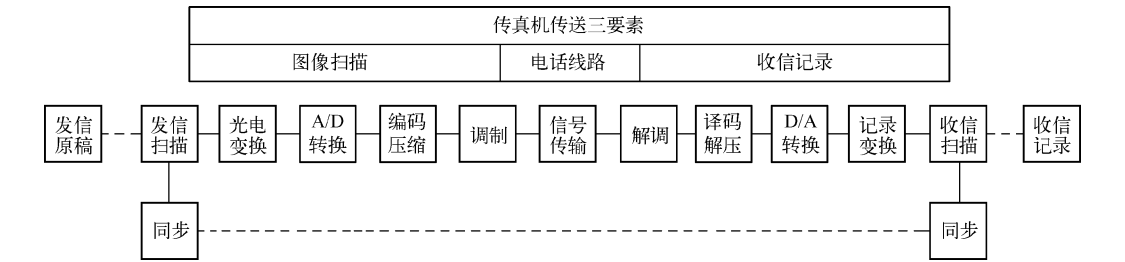 传真机传送三要素
图像扫描 电话线路 收信记录
发信 发信 光电 A/D 编码 调制 信号 解调 译码 D/A 记录 收信 收信
原稿 扫描 变换 转换 压缩 传输 解压 转换 变换 扫描 记录
同步 同步